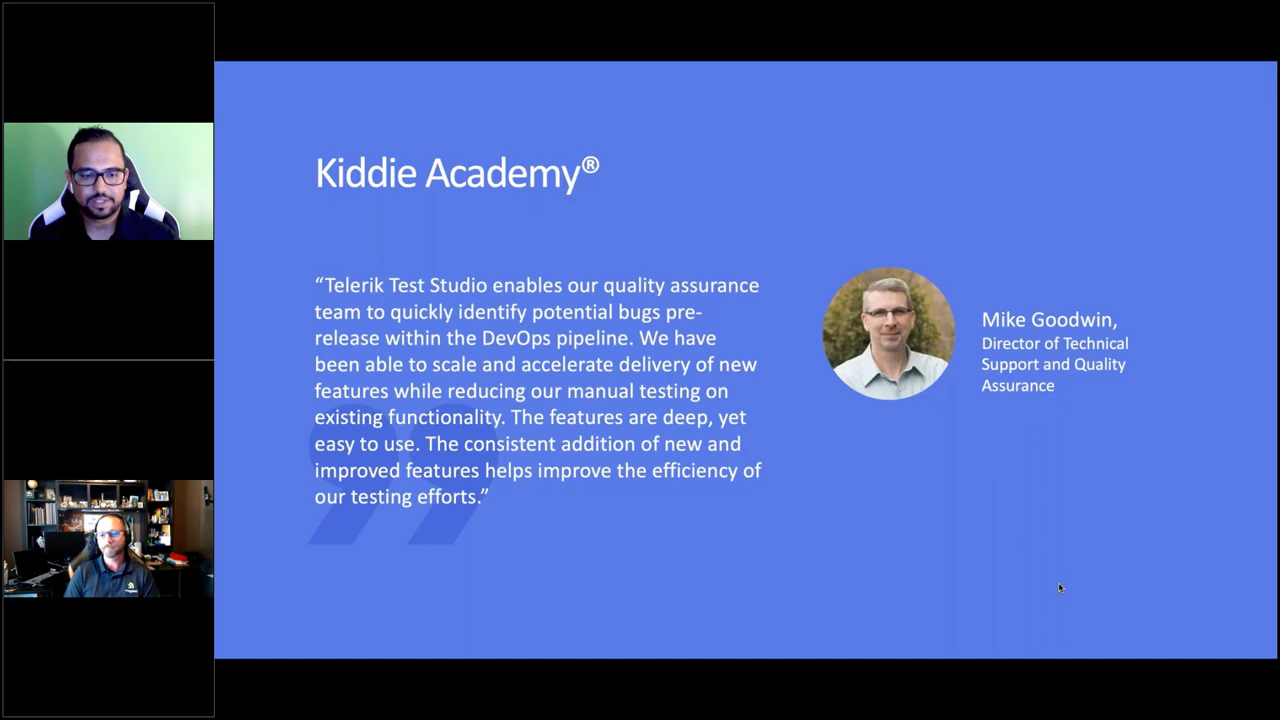 Kiddie Academy®
“Telerik Test Studio enables our quality assurance
team to quickly identify potential bugs pre-
release within the DevOps pipeline. We have
been able to scale and accelerate delivery of new
features while reducing our manual testing on
existing functionality. The features are deep, yet
easy to use. The consistent addition of new and
improved features helps improve the efficiency of
our testing efforts.”
Mike Goodwin,
Director of Technical
Support and Quality
Assurance